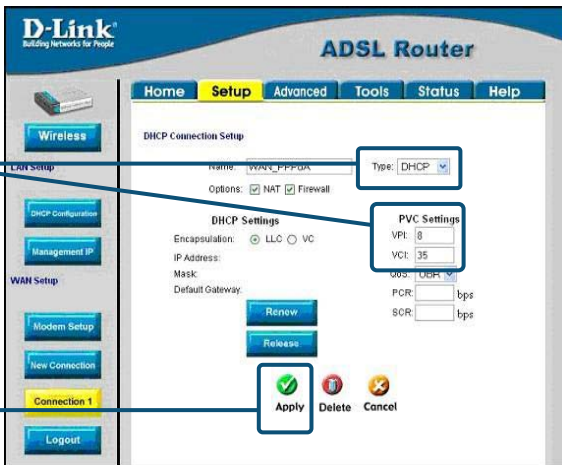 D-Link
Building Networks for People
ADSL Router
Home Setup Advanced Tools Status Help
Wireless
LAN Setup
DHCP Configuration
Management IP
WAN Setup
Modem Setup
New Connection
Connection 1
Logout
DHCP Connection Setup
Name: WAN_PPPoA Type: DHCP
Options: NAT Firewall
DHCP Settings
Encapsulation: LLC VC
IP Address:
Mask:
Default Gateway:
Renew
Release
PVC Settings
VPI: 8
VCI: 35
QoS: UBR
PCR: bps
SCR: bps
Apply Delete Cancel